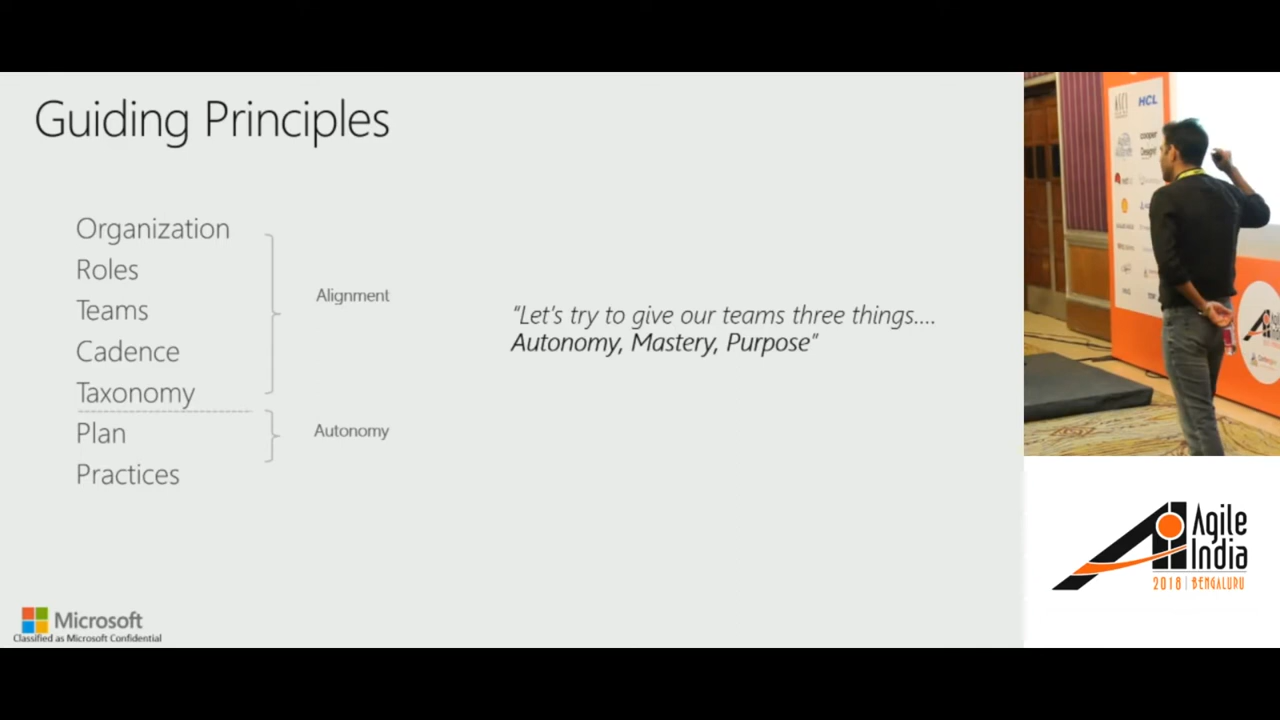 Guiding Principles
Organization
Roles
Teams
Cadence
Taxonomy
Plan
Practices
Alignment
Autonomy
"Let's try to give our teams three things....
Autonomy, Mastery, Purpose"
Microsoft
Classified as Microsoft Confidential
HCL
cooper
Agile
India
2018 | BENGALURU